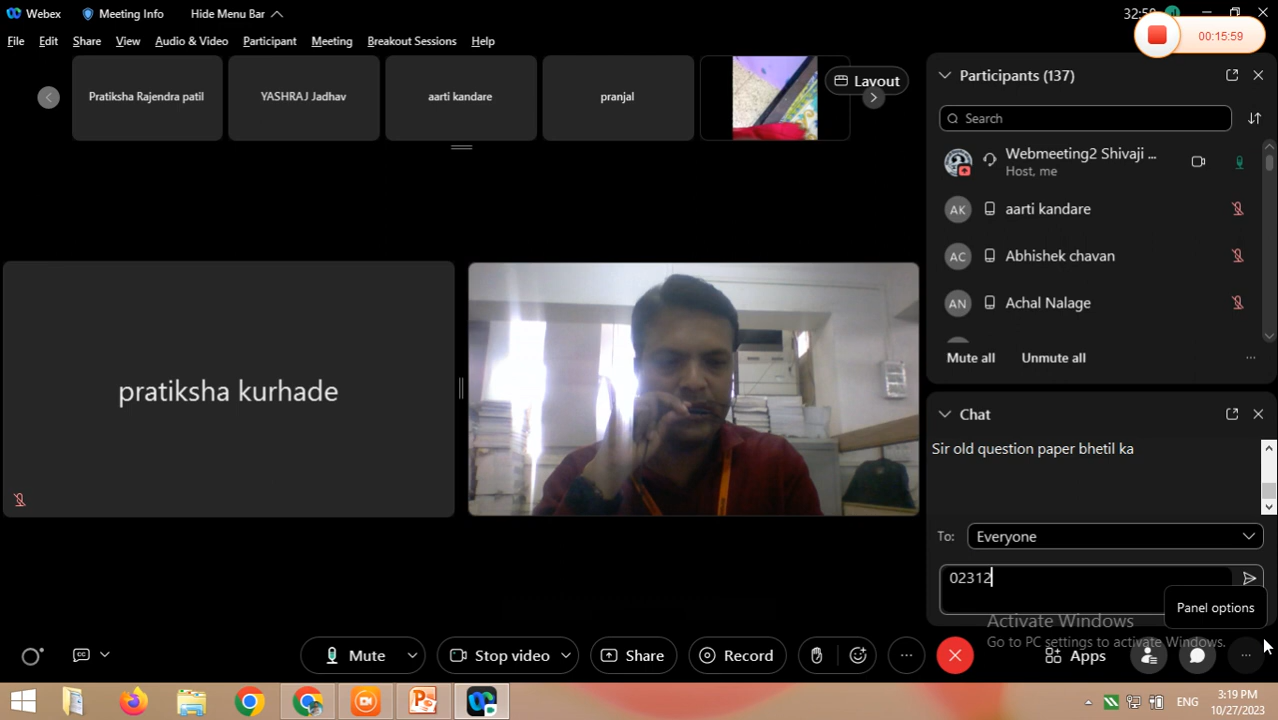 Webex Meeting Info Hide Menu Bar 32:58
00:15:59
File Edit Share View Audio & Video Participant Meeting Breakout Sessions Help
Pratiksha Rajendra patil YASHRAJ Jadhav aarti kandare pranjal Layout
Participants (137)
Search
Webmeeting2 Shivaji ...
Host, me
AK aarti kandare
AC Abhishek chavan
AN Achal Nalage
Mute all Unmute all ...
pratiksha kurhade
Chat
Sir old question paper bhetil ka
To: Everyone
02312
Panel options
Activate Windows
Go to PC settings to activate Windows.
CC Mute Stop video Share Record ... Apps ...
ENG 3:19 PM
10/27/2023